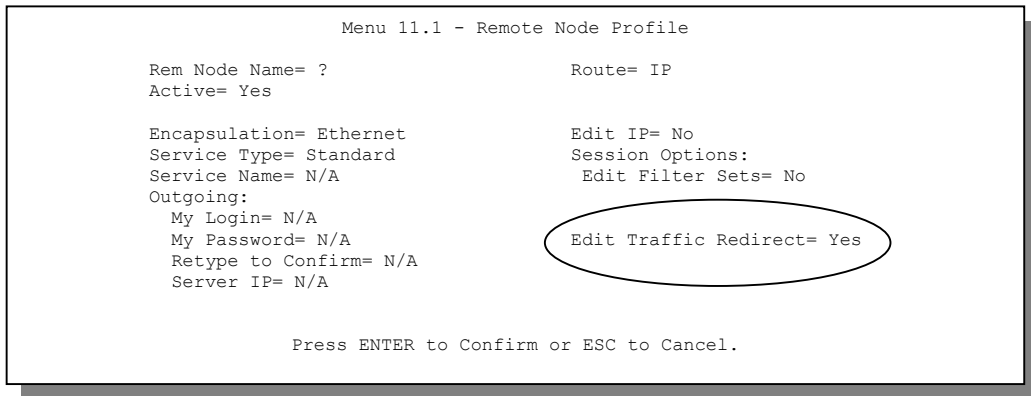 Menu 11.1 - Remote Node Profile
Rem Node Name= ? Route= IP
Active= Yes
Encapsulation= Ethernet Edit IP= No
Service Type= Standard Session Options:
Service Name= N/A Edit Filter Sets= No
Outgoing:
My Login= N/A
My Password= N/A Edit Traffic Redirect= Yes
Retype to Confirm= N/A
Server IP= N/A
Press ENTER to Confirm or ESC to Cancel.